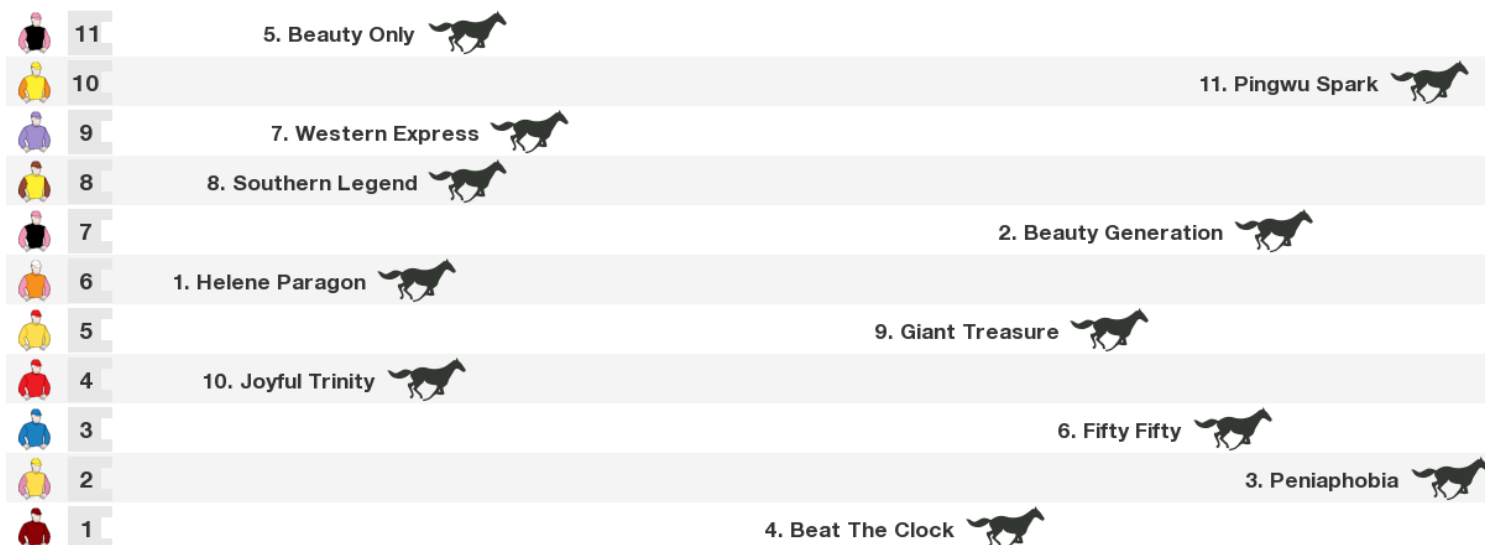 11 5. Beauty Only
10 11. Pingwu Spark
9 7. Western Express
8 8. Southern Legend
7 2. Beauty Generation
6 1. Helene Paragon
5 9. Giant Treasure
4 10. Joyful Trinity
3 6. Fifty Fifty
2 3. Peniaphobia
1 4. Beat The Clock